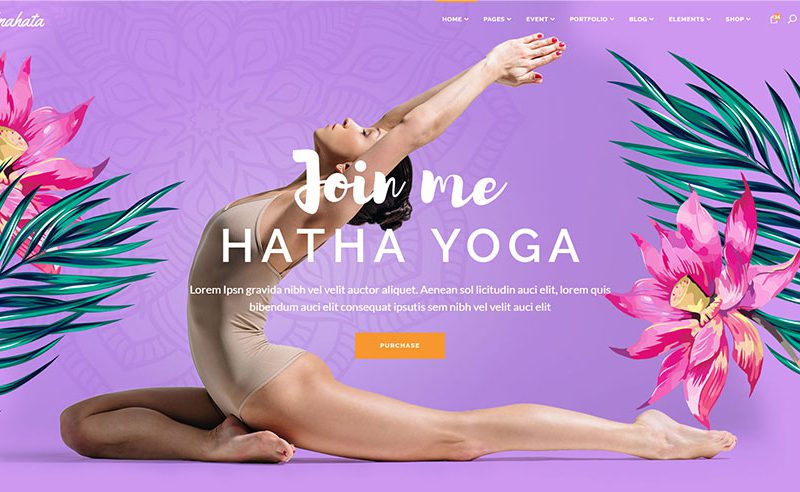 HOME PAGES EVENT PORTFOLIO BLOG ELEMENTS SHOP
Join me
HATHA YOGA
Lorem Ipsn gravida nibh vel velit auctor aliquet. Aenean sol licitudin auci elit, lorem quis
bibendum auci elit consequat ipsutis sem nibh vel velit auci elit
PURCHASE